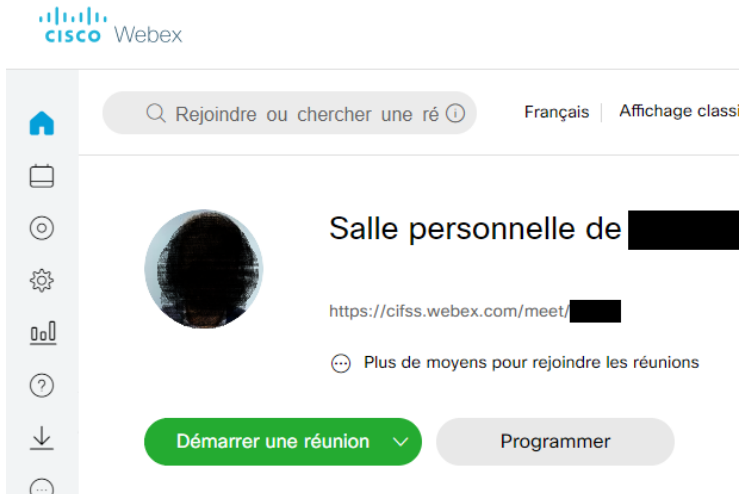 cisco Webex
Rejoindre ou chercher une ré
Français
Affichage classi
Salle personnelle de
https://cifss.webex.com/meet/
Plus de moyens pour rejoindre les réunions
Démarrer une réunion
Programmer